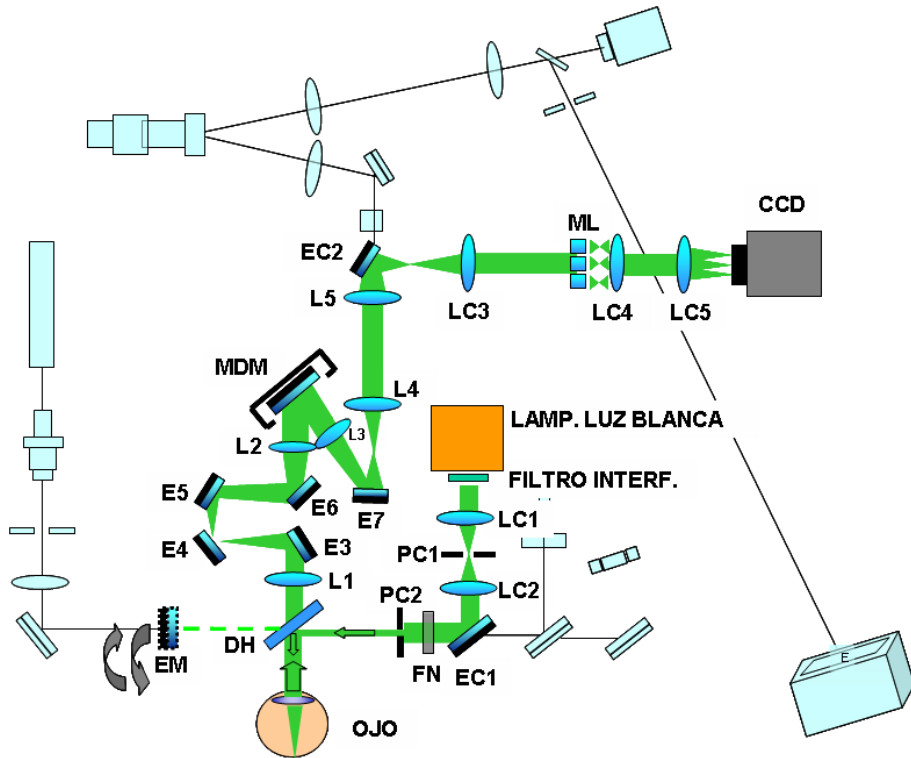 CCD
ML
EC2
L5
LC3
LC4
LC5
MDM
L4
LAMP. LUZ BLANCA
L2
L3
FILTRO INTERF.
E5
E6
E7
LC1
E4
E3
PC1
L1
PC2
LC2
DH
EM
FN
EC1
E
OJO